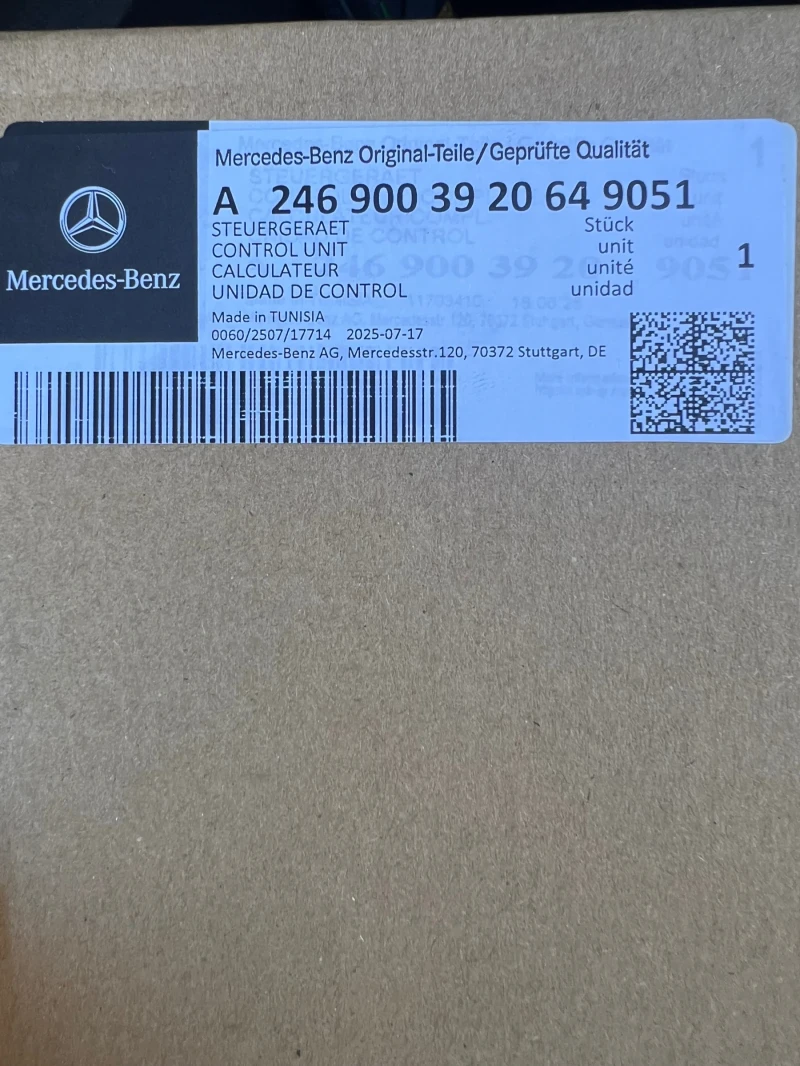 Mercedes-Benz Original-Teile/Geprüfte Qualität
A 246 900 39 20 64 9051
STEUERGERAET Stück
CONTROL UNIT unit
CALCULATEUR unité
UNIDAD DE CONTROL unidad
1
Mercedes-Benz
Made in TUNISIA
0060/2507/17714 2025-07-17
Mercedes-Benz AG, Mercedesstr.120, 70372 Stuttgart, DE